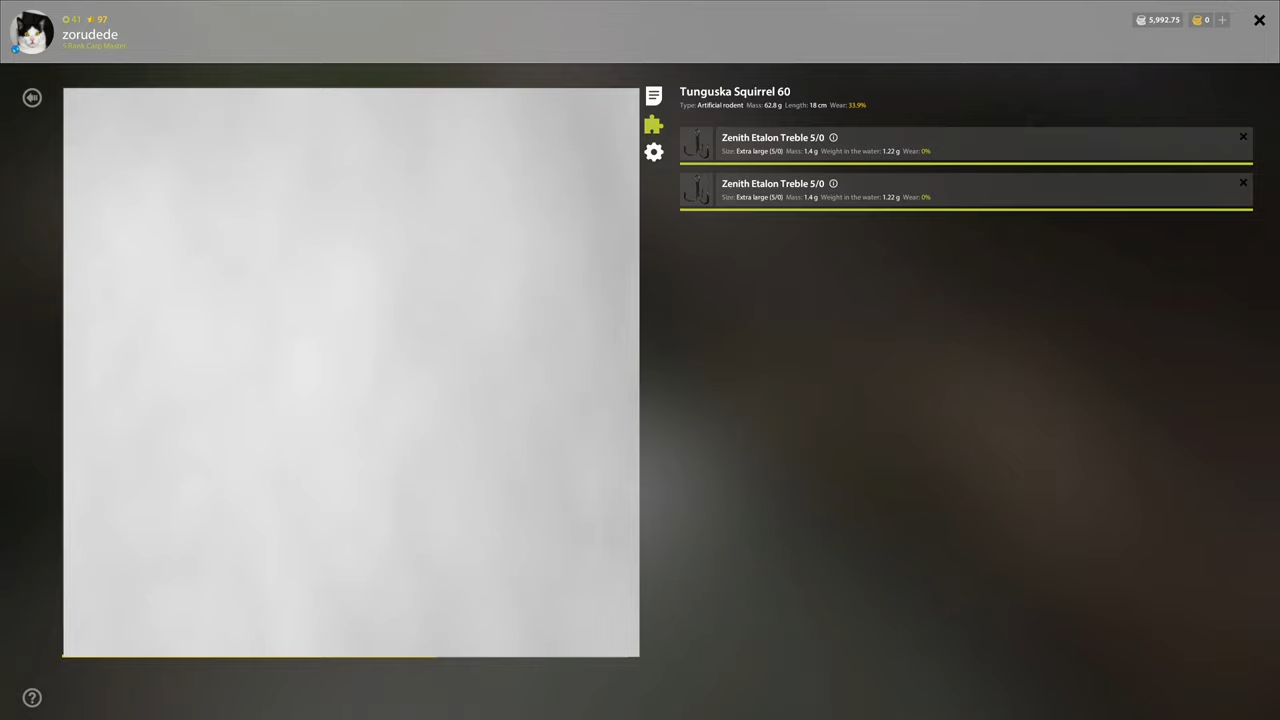 41 97
zorudede
S Rank Carp Master
5,992.75 0
Tunguska Squirrel 60
Type: Artificial rodent Mass: 62.8 g Length: 18 cm Wear: 33.9%
Zenith Etalon Treble 5/0
Size: Extra large (5/0) Mass: 1.4 g Weight in the water: 1.22 g Wear: 0%
Zenith Etalon Treble 5/0
Size: Extra large (5/0) Mass: 1.4 g Weight in the water: 1.22 g Wear: 0%